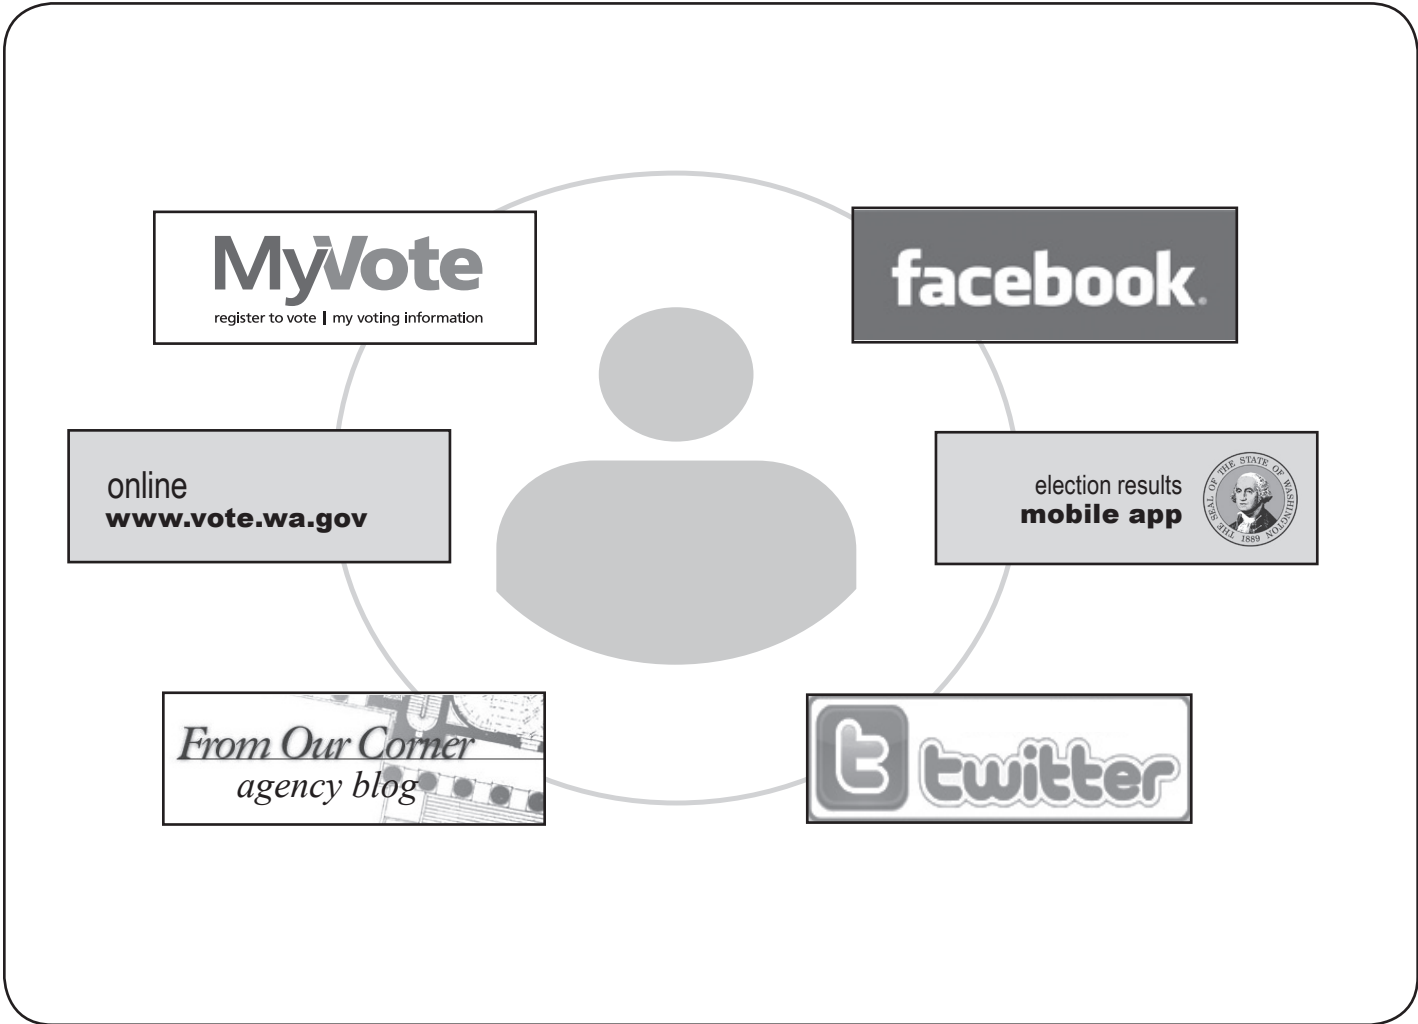 MyVote
register to vote | my voting information
facebook.
online
www.vote.wa.gov
election results
mobile app
THE SEAL OF THE STATE OF WASHINGTON
1889
From Our Corner
agency blog
t twitter